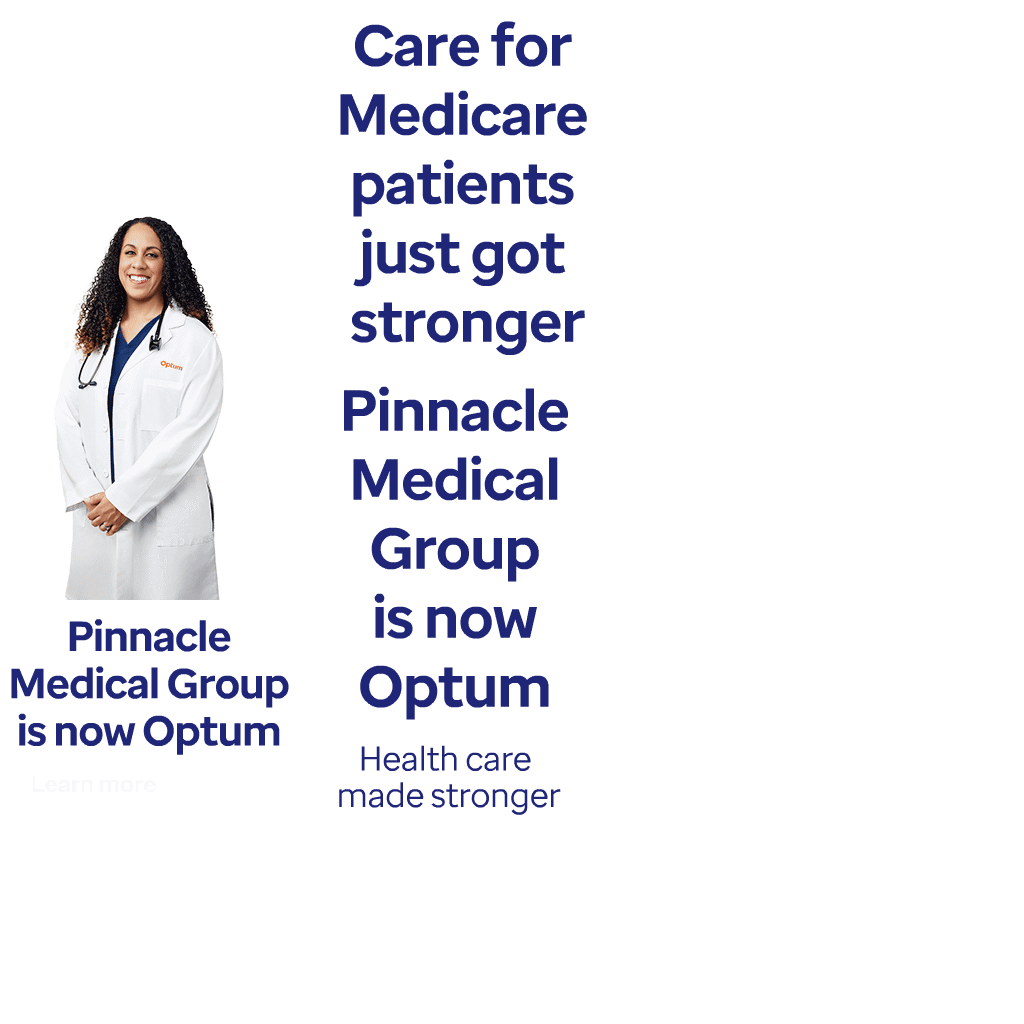 Care for
Medicare
patients
just got
stronger
Pinnacle
Medical
Group
is now
Optum
Health care
made stronger
Optum
Pinnacle
Medical Group
is now Optum
Learn more